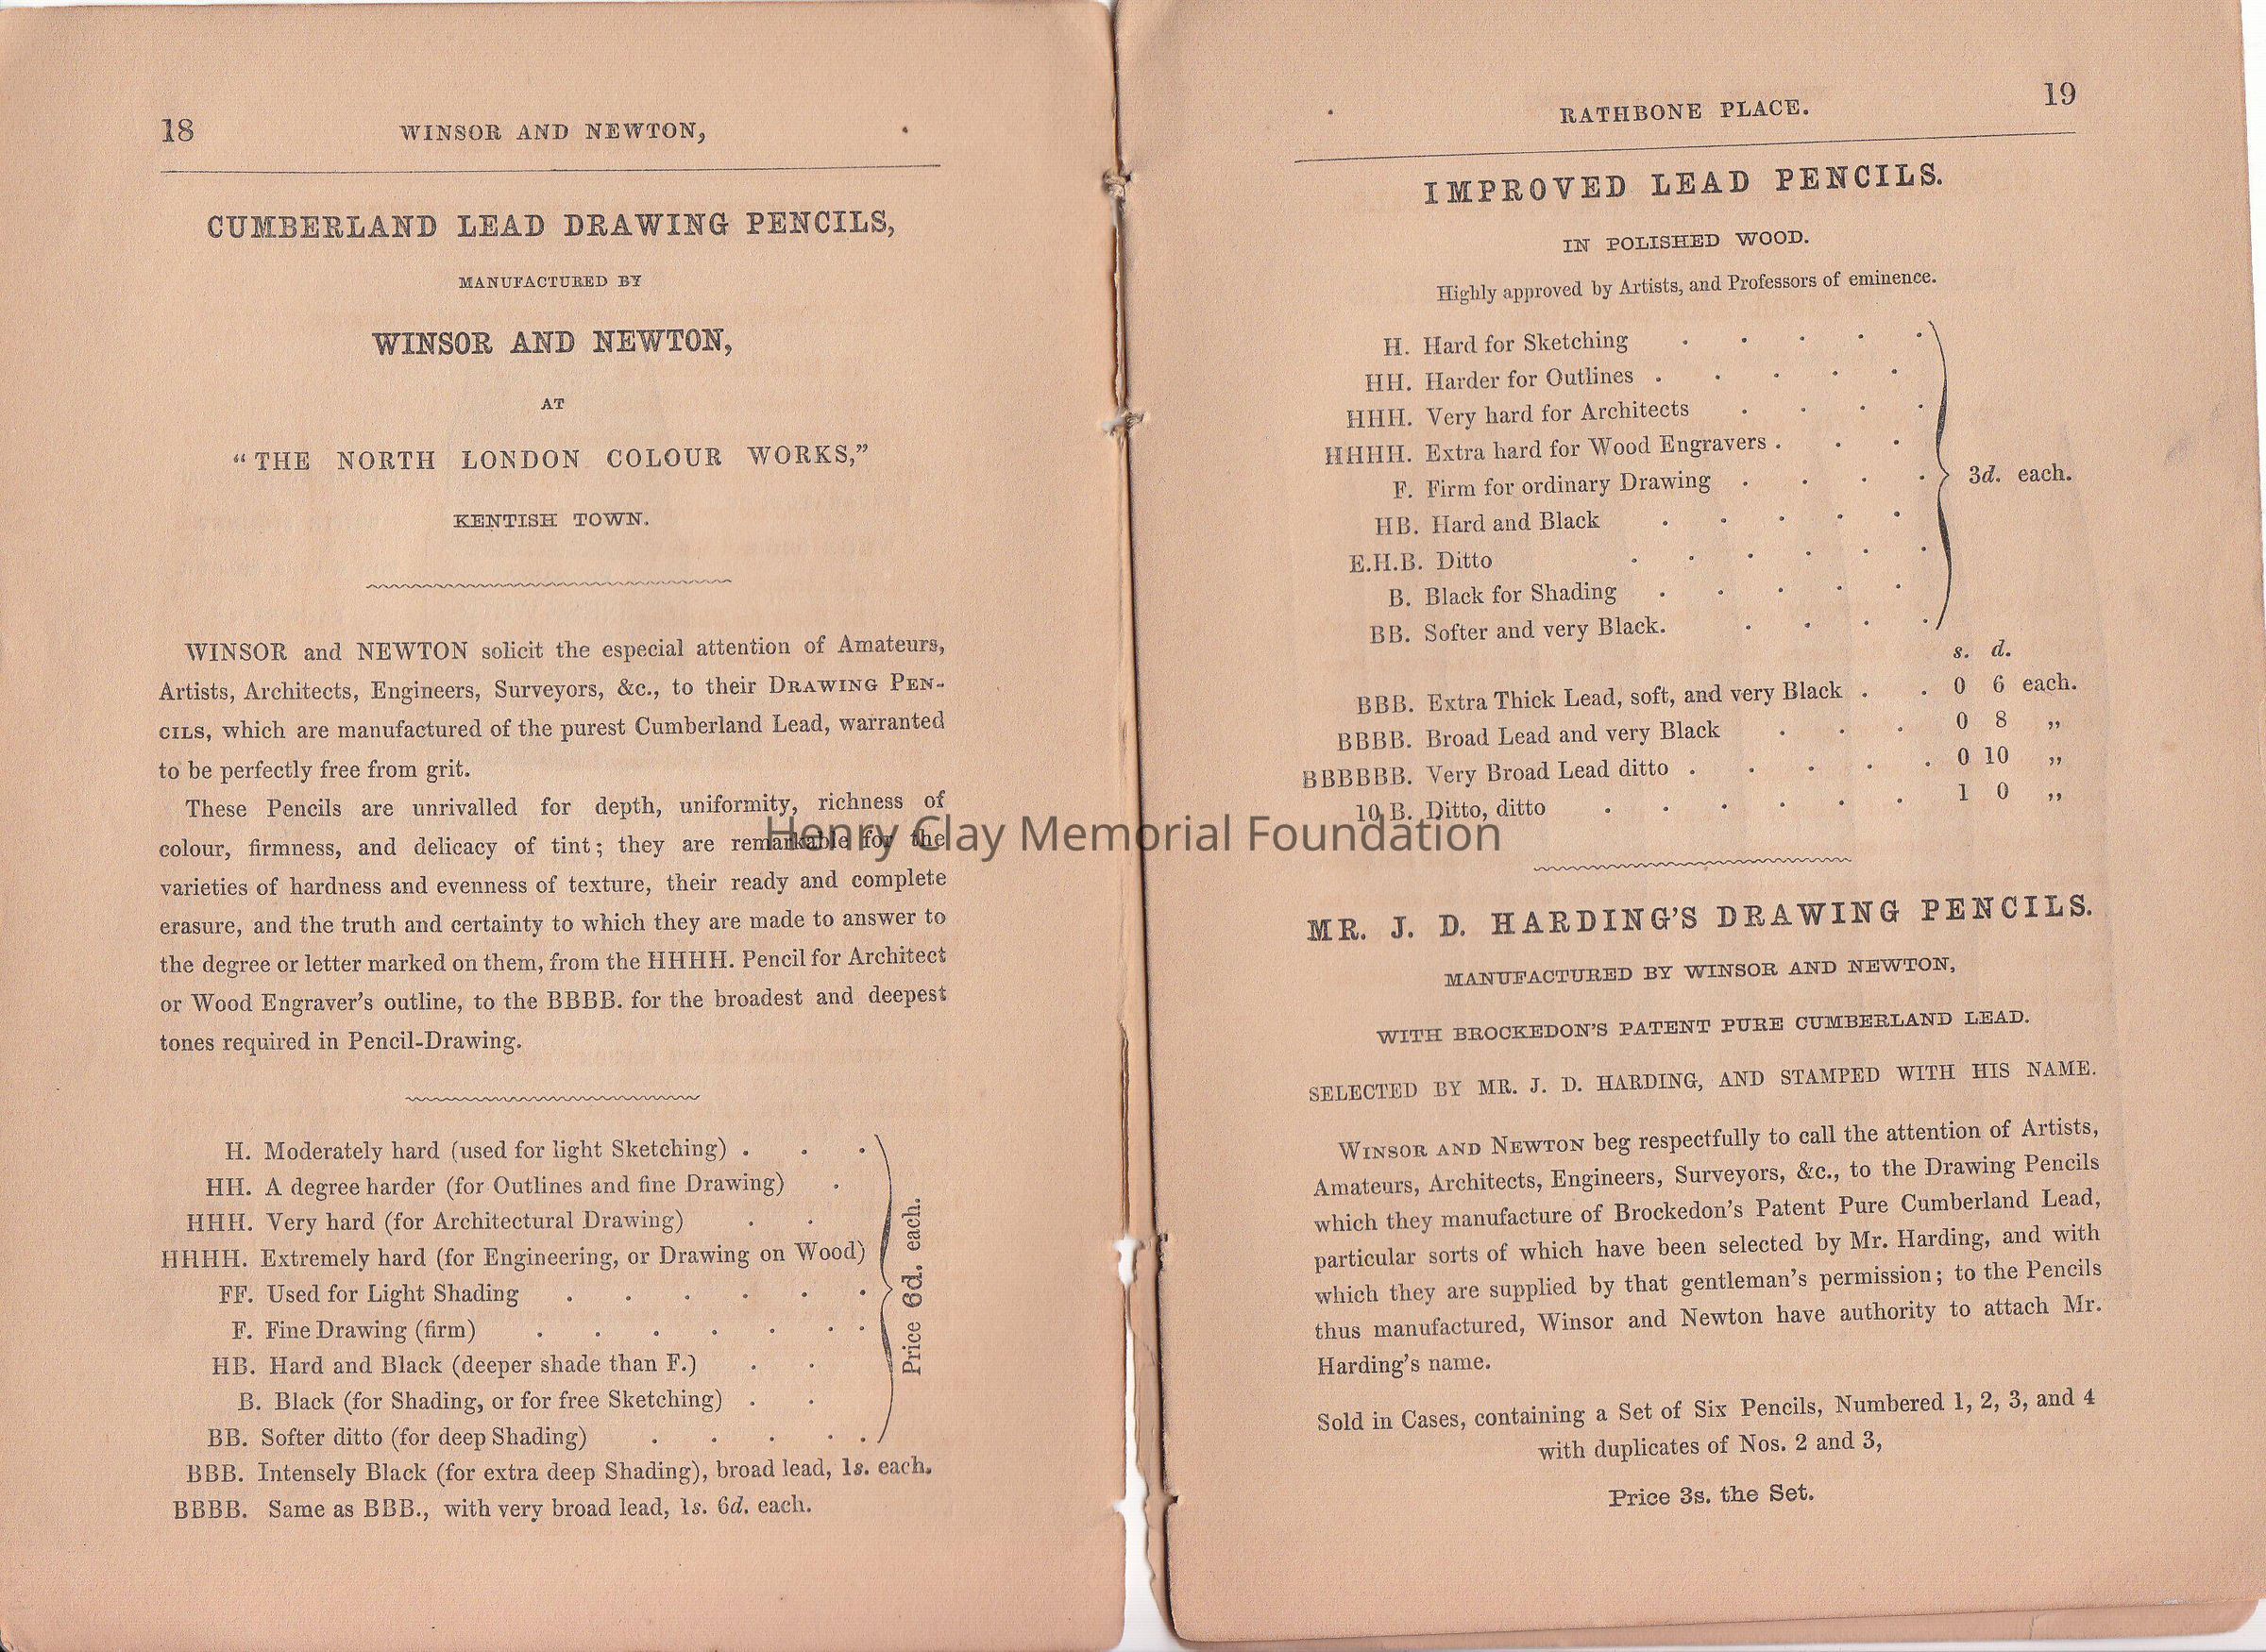 18 WINSOR AND NEWTON,
CUMBERLAND LEAD DRAWING PENCILS,
MANUFACTURED BY
WINSOR AND NEWTON,
AT
“THE NORTH LONDON COLOUR WORKS,”
KENTISH TOWN.
WINSOR and NEWTON solicit the especial attention of Amateurs,
Artists, Architects, Engineers, Surveyors, &c., to their DRAWING PEN-
CILS, which are manufactured of the purest Cumberland Lead, warranted
to be perfectly free from grit.
These Pencils are unrivalled for depth, uniformity, richness of
colour, firmness, and delicacy of tint; they are remarkable for the
varieties of hardness and evenness of texture, their ready and complete
erasure, and the truth and certainty to which they are made to answer to
the degree or letter marked on them, from the HHHH. Pencil for Architect
or Wood Engraver’s outline, to the BBBB. for the broadest and deepest
tones required in Pencil-Drawing.
H. Moderately hard (used for light Sketching) . . .
HH. A degree harder (for Outlines and fine Drawing) .
HHH. Very hard (for Architectural Drawing) . .
HHHH. Extremely hard (for Engineering, or Drawing on Wood)
FF. Used for Light Shading . . . . . .
F. Fine Drawing (firm) . . . . . . .
HB. Hard and Black (deeper shade than F.) . .
B. Black (for Shading, or for free Sketching) . .
BB. Softer ditto (for deep Shading) . . . . .
Price 6d. each.
BBB. Intensely Black (for extra deep Shading), broad lead, 1s. each.
BBBB. Same as BBB., with very broad lead, 1s. 6d. each.
RATHBONE PLACE. 19
IMPROVED LEAD PENCILS.
IN POLISHED WOOD.
Highly approved by Artists, and Professors of eminence.
H. Hard for Sketching . . . . .
HH. Harder for Outlines . . . . .
HHH. Very hard for Architects . . . .
HHHH. Extra hard for Wood Engravers . . .
F. Firm for ordinary Drawing . . . .
HB. Hard and Black . . . . .
E.H.B. Ditto . . . . . .
B. Black for Shading . . . . .
BB. Softer and very Black. . . . .
3d. each.
s. d.
BBB. Extra Thick Lead, soft, and very Black . . 0 6 each.
BBBB. Broad Lead and very Black . . . 0 8 „
BBBBBB. Very Broad Lead ditto . . . . . 0 10 „
10 B. Ditto, ditto . . . . . . 1 0 „
Henry Clay Memorial Foundation
MR. J. D. HARDING’S DRAWING PENCILS.
MANUFACTURED BY WINSOR AND NEWTON,
WITH BROCKEDON’S PATENT PURE CUMBERLAND LEAD.
SELECTED BY MR. J. D. HARDING, AND STAMPED WITH HIS NAME.
WINSOR AND NEWTON beg respectfully to call the attention of Artists,
Amateurs, Architects, Engineers, Surveyors, &c., to the Drawing Pencils
which they manufacture of Brockedon’s Patent Pure Cumberland Lead,
particular sorts of which have been selected by Mr. Harding, and with
which they are supplied by that gentleman’s permission; to the Pencils
thus manufactured, Winsor and Newton have authority to attach Mr.
Harding’s name.
Sold in Cases, containing a Set of Six Pencils, Numbered 1, 2, 3, and 4
with duplicates of Nos. 2 and 3,
Price 3s. the Set.